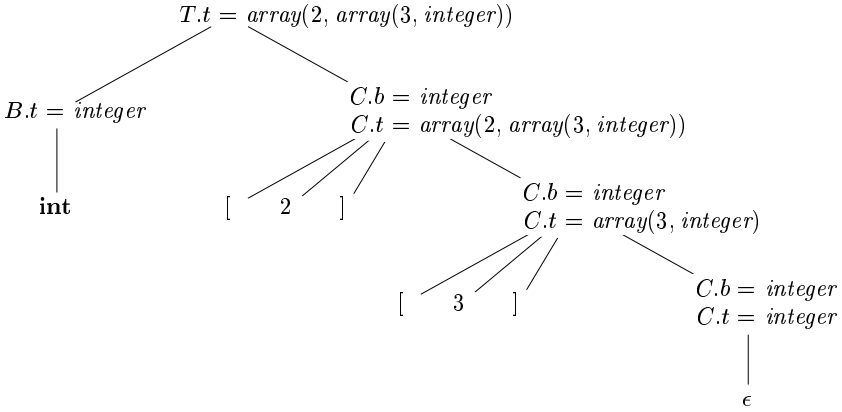 T.t = array(2, array(3, integer))
C.b = integer
B.t = integer
C.t = array(2, array(3, integer))
C.b = integer
int
[ 2 ]
C.t = array(3, integer)
C.b = integer
[ 3 ]
C.t = integer
ϵ